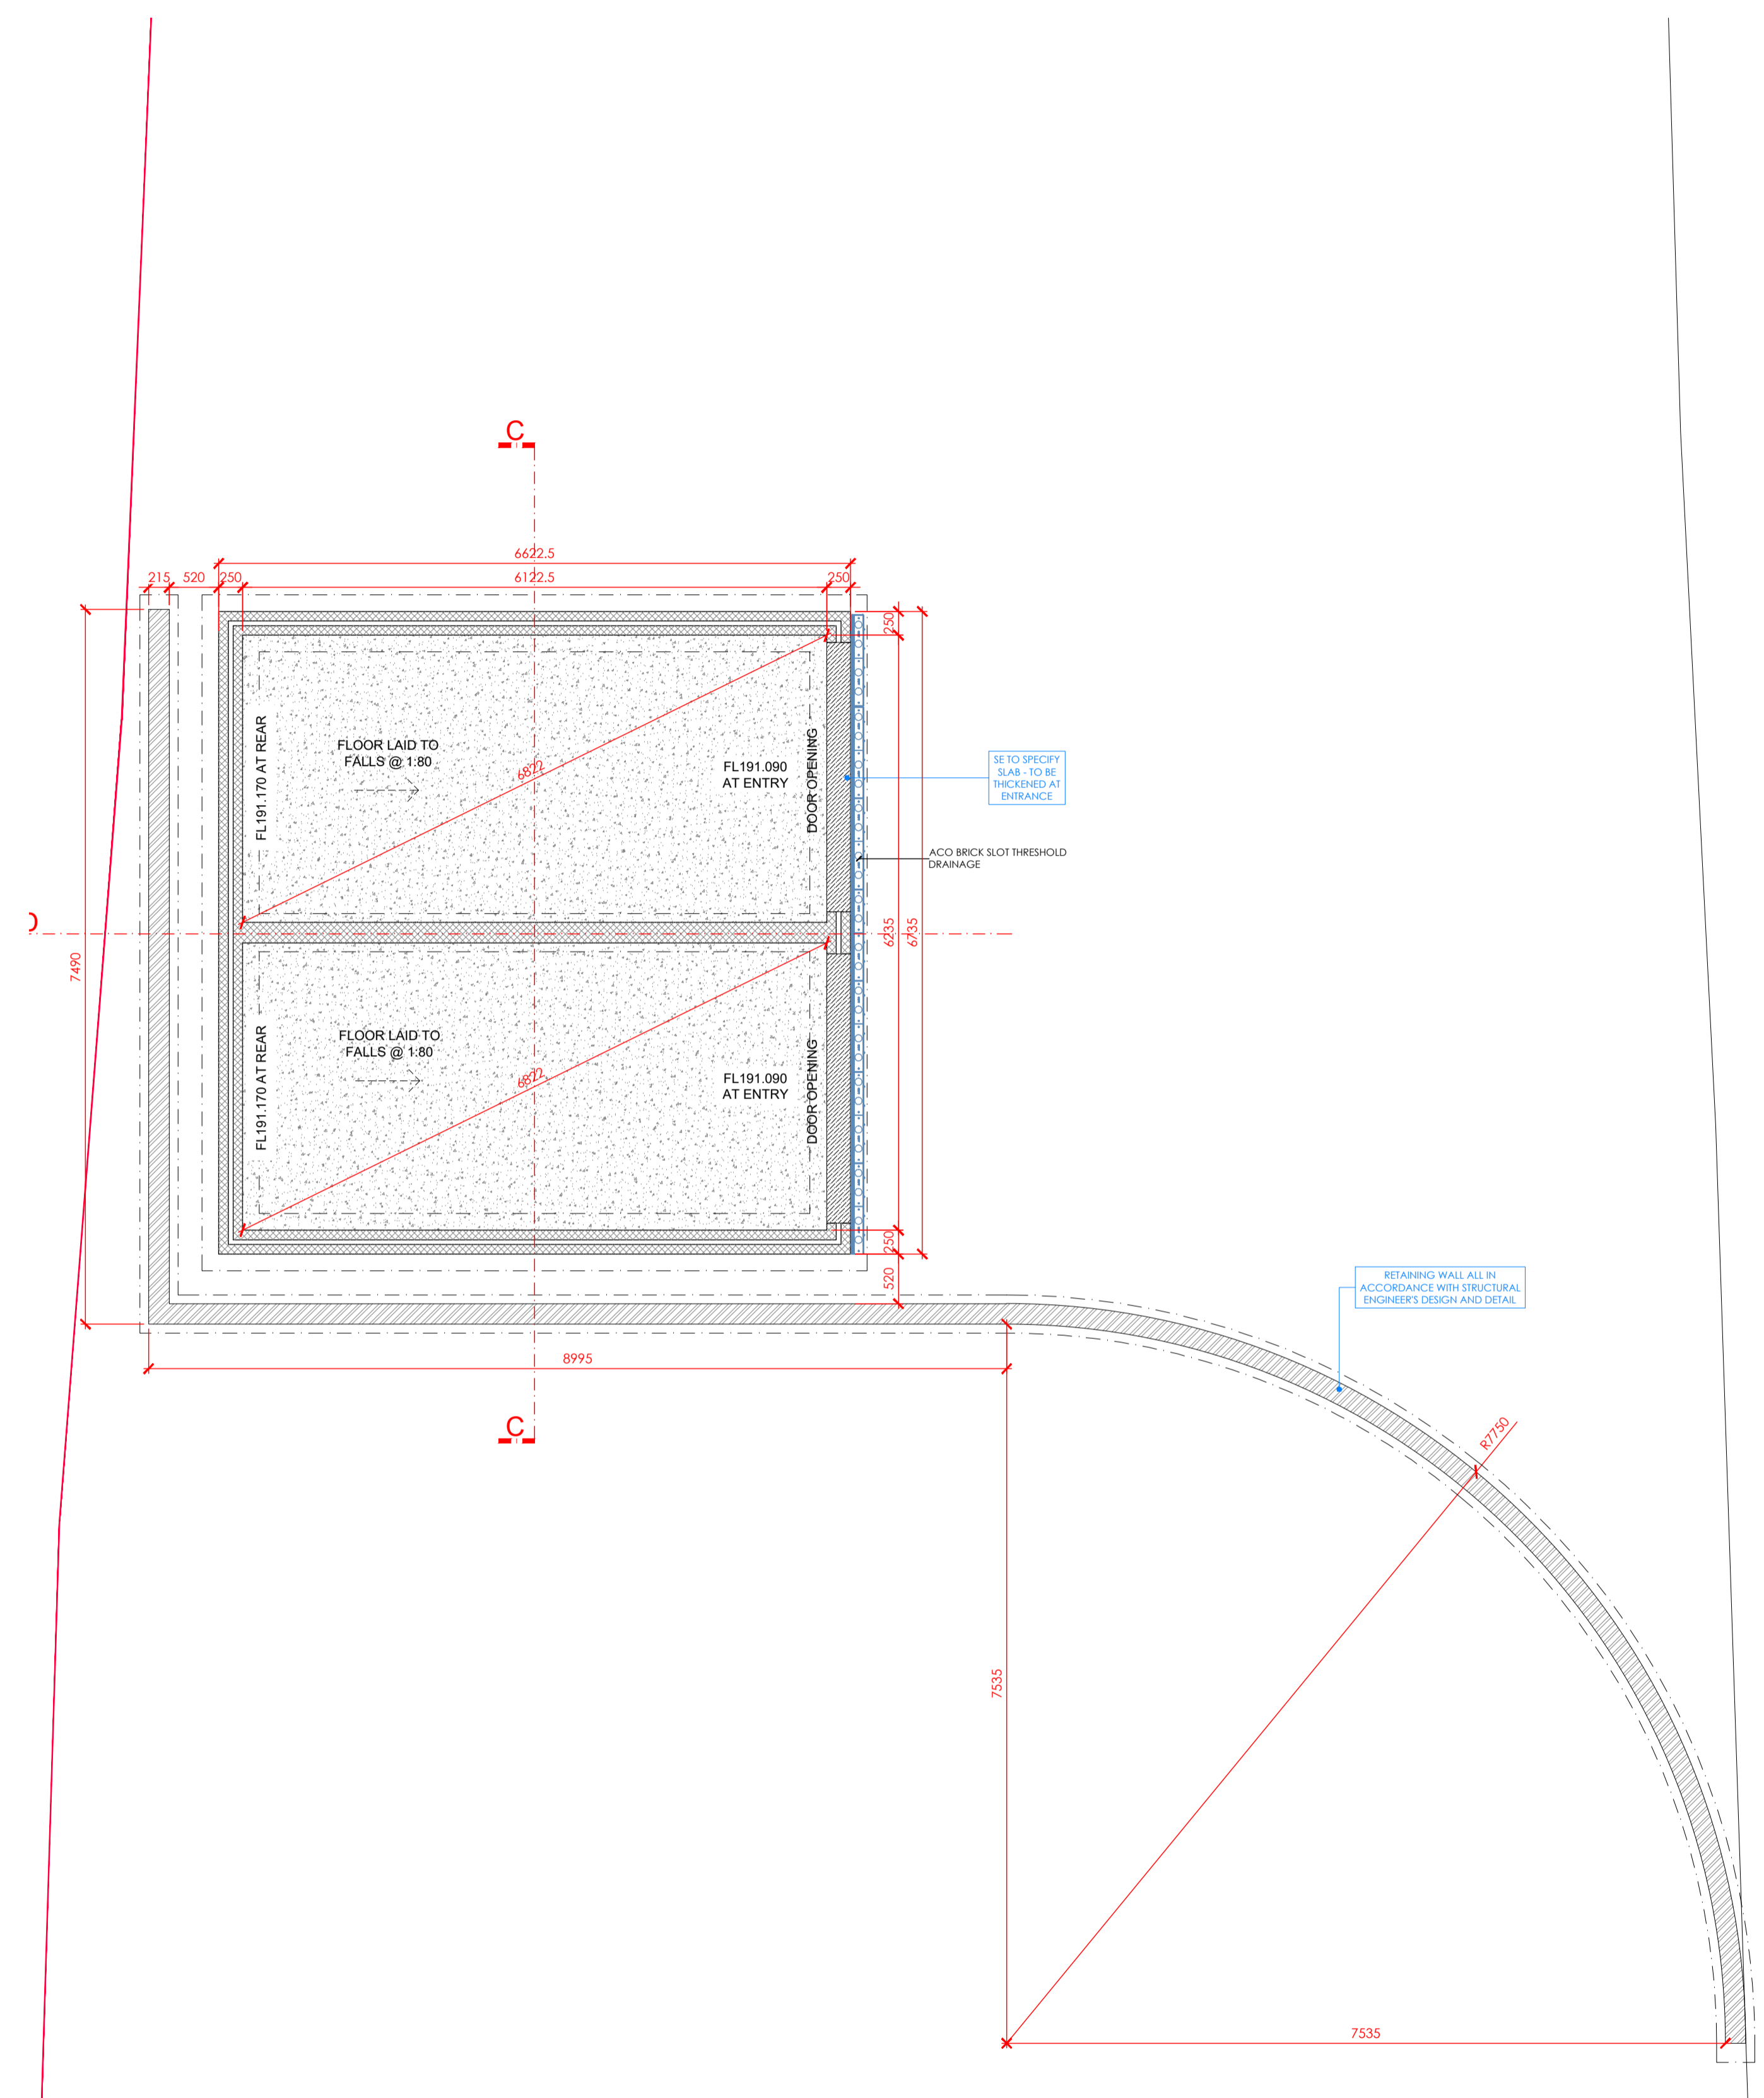 C
6622.5
215
520
250
6122.5
250
250
FL191.170 AT REAR
FLOOR LAID TO
FALLS @ 1:80
6822
FL191.090
AT ENTRY
DOOR OPENING
SE TO SPECIFY
SLAB - TO BE
THICKENED AT
ENTRANCE
ACO BRICK SLOT THRESHOLD
DRAINAGE
7490
6235
6735
FL191.170 AT REAR
FLOOR LAID TO
FALLS @ 1:80
6822
FL191.090
AT ENTRY
DOOR OPENING
250
520
RETAINING WALL ALL IN
ACCORDANCE WITH STRUCTURAL
ENGINEER'S DESIGN AND DETAIL
8995
C
R7750
7535
7535